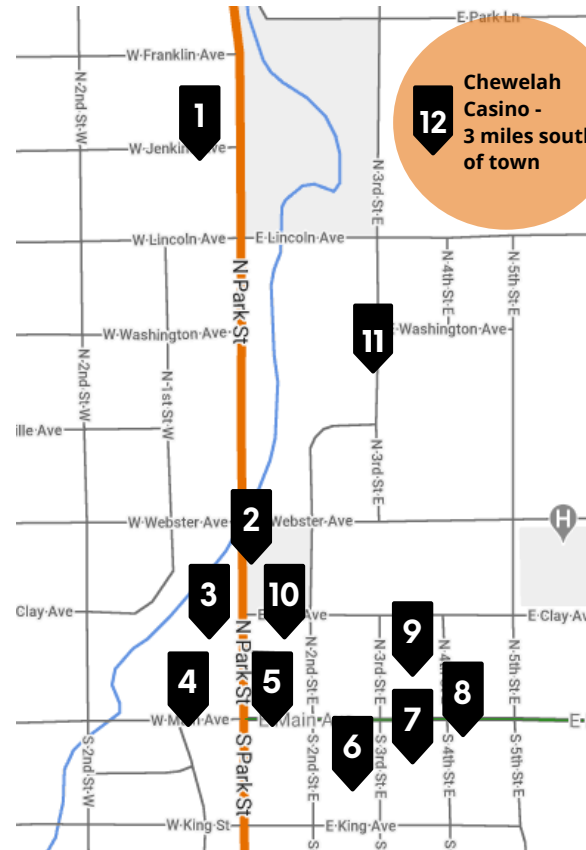 E Park Ln
W Franklin Ave
N 2nd St W
1
12
Chewelah
Casino -
3 miles south
of town
W Jenkin
N 3rd St E
W Lincoln Ave
E Lincoln Ave
N Park St
N 4th St E
N 5th St E
W Washington Ave
11
E Washington Ave
N 2nd St W
N 1st St W
ille Ave
N 3rd St E
W Webster Ave
2
Webster Ave
H
3
10
Clay Ave
E
Ave
E Clay Av
9
N Park St
N 2nd St E
N 3rd St E
N 4th
N 5th St E
4
5
8
7
W Main Ave
E Main A
E
6
S 2nd St W
S Park St
S 2nd St E
S 3rd St E
S 4th St E
S 5th St E
W King St
E King Ave
S
S
S